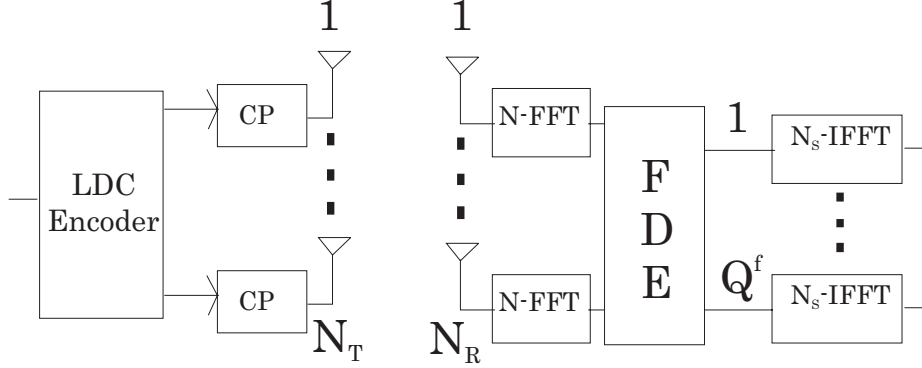 1
1
CP
N-FFT
1
N_s-IFFT
LDC
Encoder
F
D
E
CP
N-FFT
Q^f
N_s-IFFT
N_T
N_R